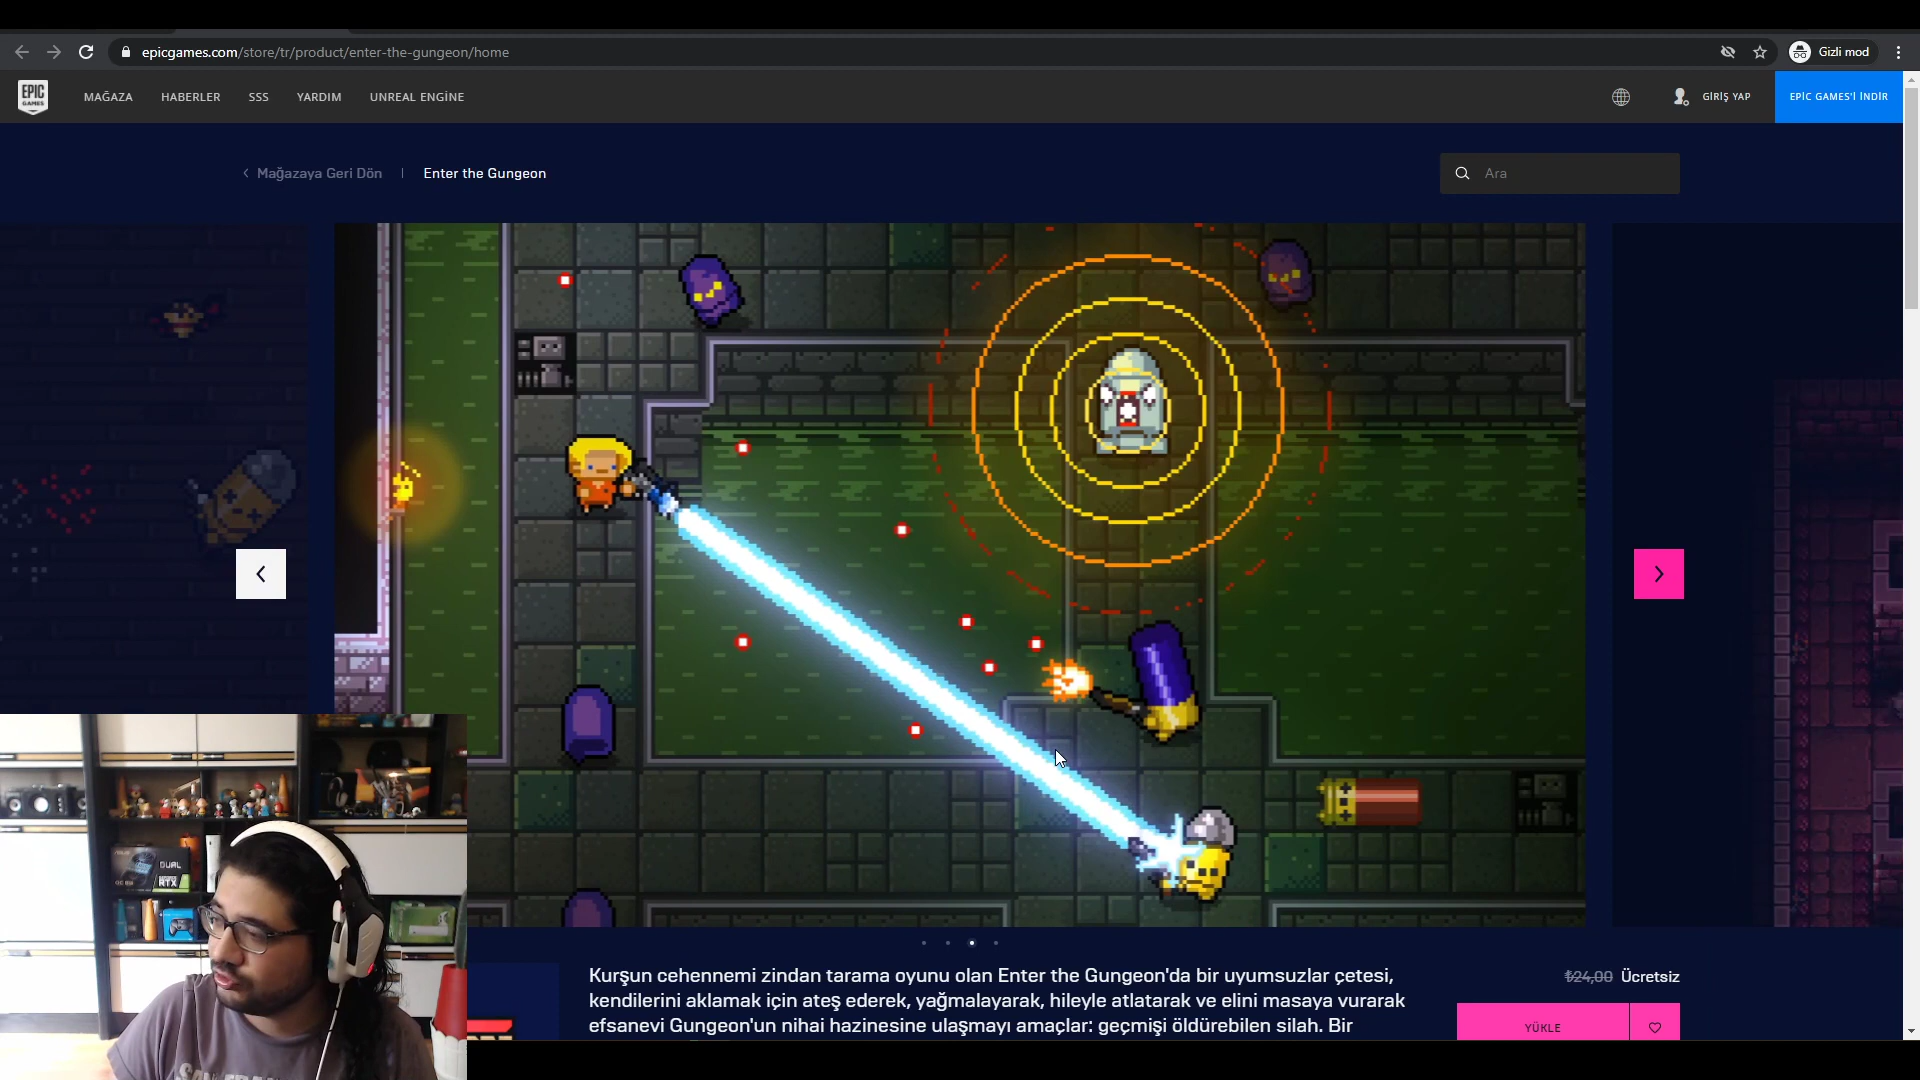 epicgames.com/store/tr/product/enter-the-gungeon/home
Gizli mod
EPIC GAMES
MAĞAZA
HABERLER
SSS
YARDIM
UNREAL ENGİNE
GİRİŞ YAP
EPİC GAMES'İ İNDİR
Mağazaya Geri Dön
Enter the Gungeon
Ara
DUAL
RTX
Kurşun cehennemi zindan tarama oyunu olan Enter the Gungeon'da bir uyumsuzlar çetesi,
kendilerini aklamak için ateş ederek, yağmalayarak, hileyle atlatarak ve elini masaya vurarak
efsanevi Gungeon'un nihai hazinesine ulaşmayı amaçlar: geçmişi öldürebilen silah. Bir
₺24,00 Ücretsiz
YÜKLE